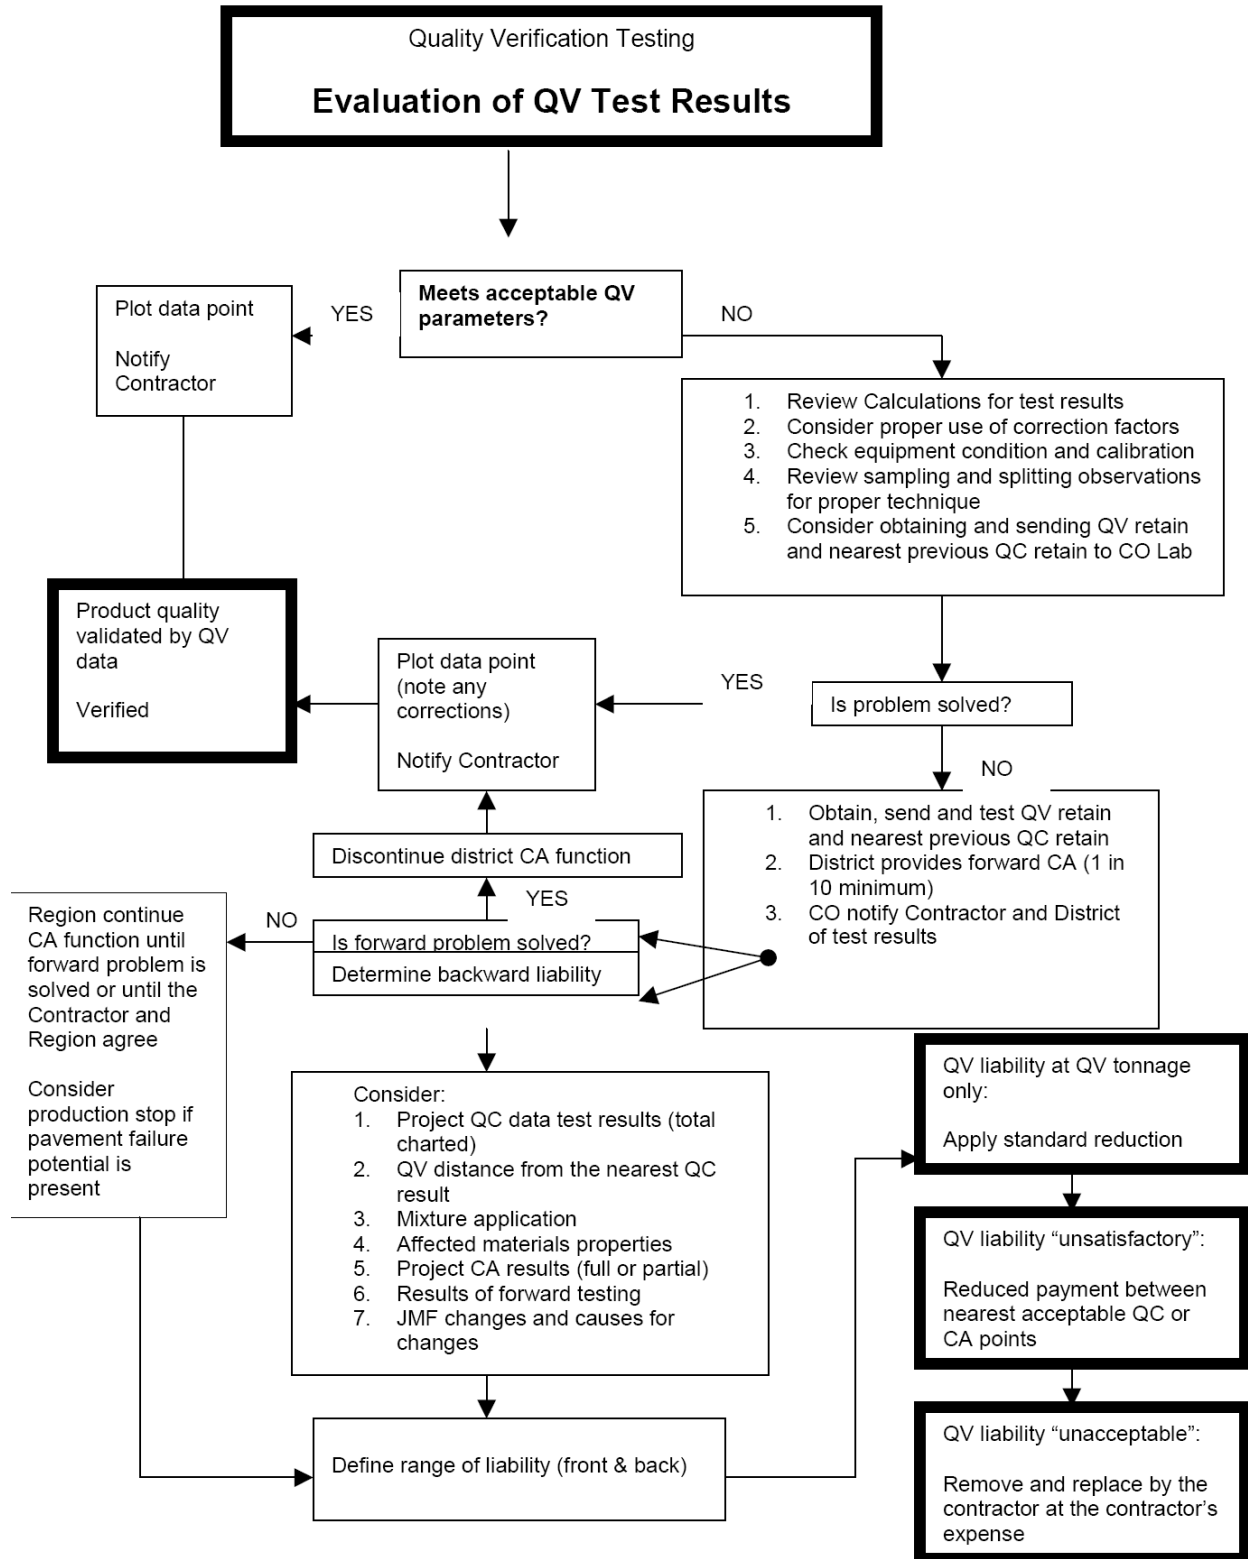 Quality Verification Testing
Evaluation of QV Test Results
Meets acceptable QV
parameters?
YES
NO
Plot data point
Notify
Contractor
1. Review Calculations for test results
2. Consider proper use of correction factors
3. Check equipment condition and calibration
4. Review sampling and splitting observations
for proper technique
5. Consider obtaining and sending QV retain
and nearest previous QC retain to CO Lab
Product quality
validated by QV
data
Verified
Plot data point
(note any
corrections)
Notify Contractor
YES
Is problem solved?
NO
1. Obtain, send and test QV retain
and nearest previous QC retain
2. District provides forward CA (1 in
10 minimum)
3. CO notify Contractor and District
of test results
Discontinue district CA function
YES
NO
Is forward problem solved?
Determine backward liability
Region continue
CA function until
forward problem is
solved or until the
Contractor and
Region agree
Consider
production stop if
pavement failure
potential is
present
Consider:
1. Project QC data test results (total
charted)
2. QV distance from the nearest QC
result
3. Mixture application
4. Affected materials properties
5. Project CA results (full or partial)
6. Results of forward testing
7. JMF changes and causes for
changes
Define range of liability (front & back)
QV liability at QV tonnage
only:
Apply standard reduction
QV liability “unsatisfactory”:
Reduced payment between
nearest acceptable QC or
CA points
QV liability “unacceptable”:
Remove and replace by the
contractor at the contractor’s
expense